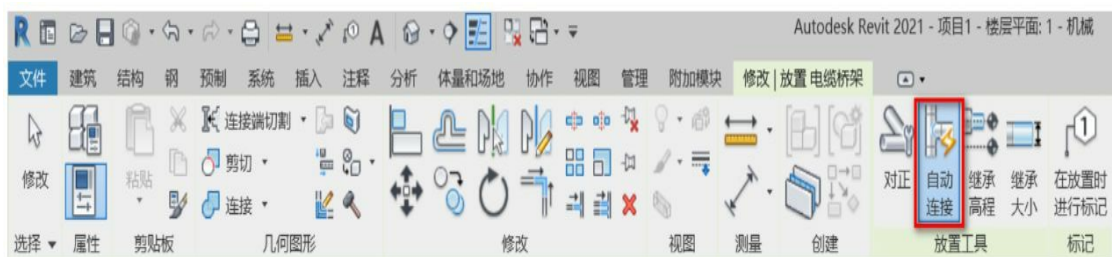 Autodesk Revit 2021 - 项目1 - 楼层平面: 1 - 机械
文件 建筑 结构 钢 预制 系统 插入 注释 分析 体量和场地 协作 视图 管理 附加模块 修改 | 放置 电缆桥架
连接端切割
剪切
连接
修改
粘贴
对正 自动 继承 继承 在放置时
连接 高程 大小 进行标记
选择 属性 剪贴板 几何图形 修改 视图 测量 创建 放置工具 标记